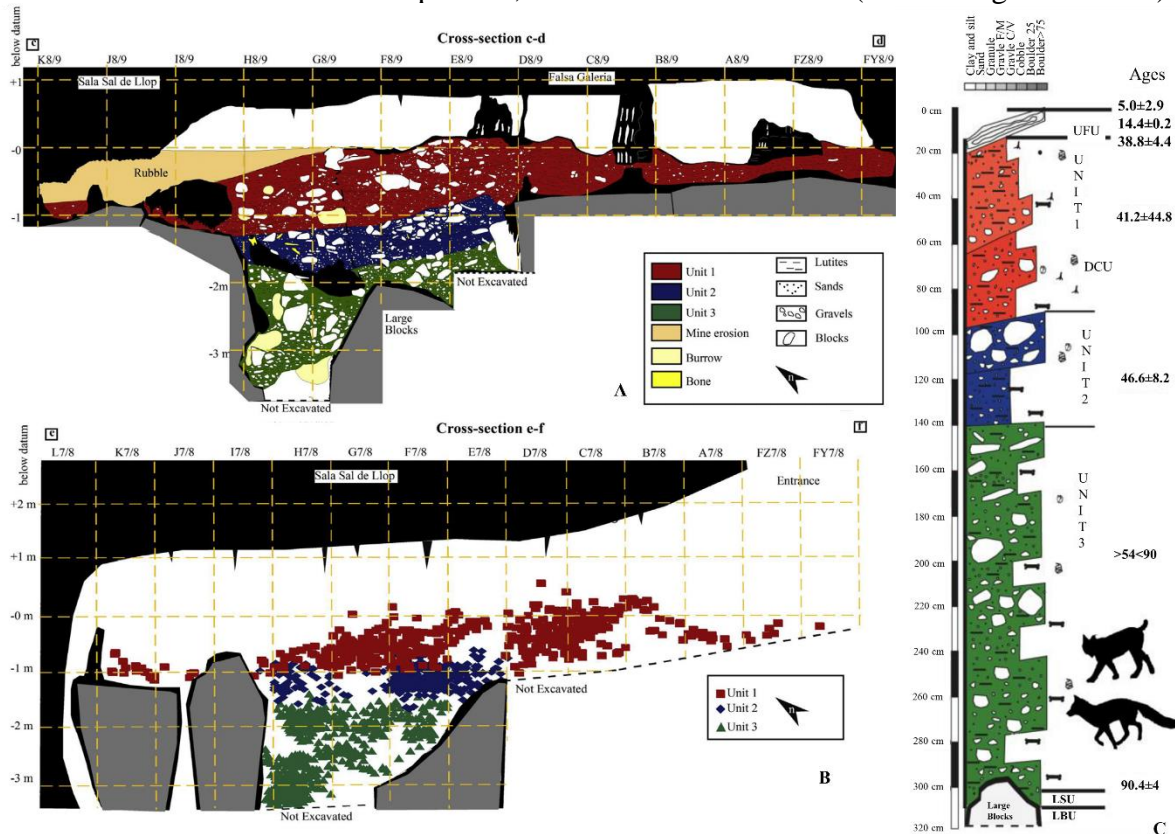 Cross-section c-d
below datum
c
d
K8/9 J8/9 I8/9 H8/9 G8/9 F8/9 E8/9 D8/9 C8/9 B8/9 A8/9 FZ8/9 FY8/9
Sala Sal de Llop
Falsa Galeria
+1
-0
Rubble
-1
-2m
Not Excavated
Large
Blocks
-3 m
Not Excavated
Unit 1
Unit 2
Unit 3
Mine erosion
Burrow
Bone
Lutites
Sands
Gravels
Blocks
n
A
Cross-section e-f
below datum
e
f
L7/8 K7/8 J7/8 I7/8 H7/8 G7/8 F7/8 E7/8 D7/8 C7/8 B7/8 A7/8 FZ7/8 FY7/8
Sala Sal de Llop
Entrance
+2 m
+1 m
-0 m
-1 m
Not Excavated
-2 m
-3 m
Not Excavated
Unit 1
Unit 2
Unit 3
n
B
Clay and silt
Sand
Granule
Gravle F/M
Gravle C/V
Cobble
Boulder 25
Boulder>75
Ages
0 cm
20 cm
40 cm
60 cm
80 cm
100 cm
120 cm
140 cm
160 cm
180 cm
200 cm
220 cm
240 cm
260 cm
280 cm
300 cm
320 cm
5.0±2.9
14.4±0.2
UFU
38.8±4.4
UNIT1
41.2±44.8
DCU
UNIT2
46.6±8.2
UNIT3
>54<90
90.4±4
LSU
LBU
Large
Blocks
C